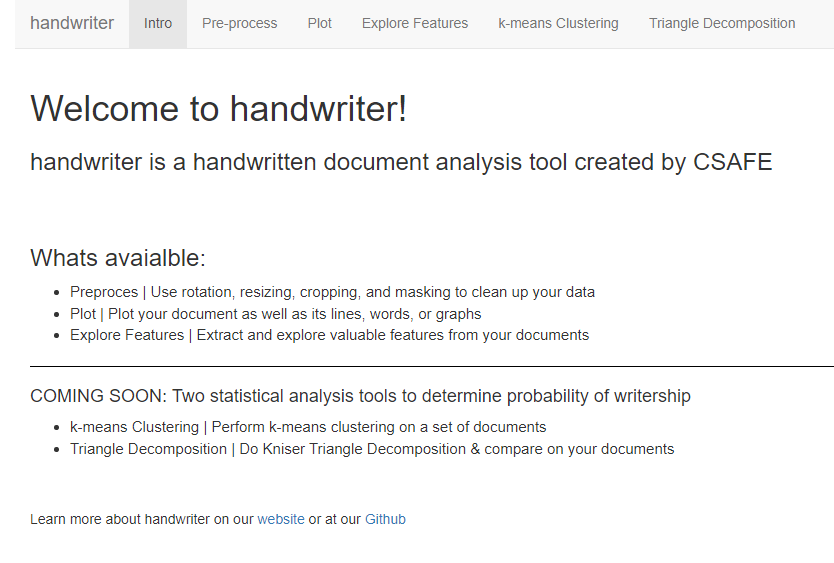 handwriter Intro Pre-process Plot Explore Features k-means Clustering Triangle Decomposition
Welcome to handwriter!
handwriter is a handwritten document analysis tool created by CSAFE
Whats avaialble:
Preproces | Use rotation, resizing, cropping, and masking to clean up your data
Plot | Plot your document as well as its lines, words, or graphs
Explore Features | Extract and explore valuable features from your documents
COMING SOON: Two statistical analysis tools to determine probability of writership
k-means Clustering | Perform k-means clustering on a set of documents
Triangle Decomposition | Do Kniser Triangle Decomposition & compare on your documents
Learn more about handwriter on our website or at our Github